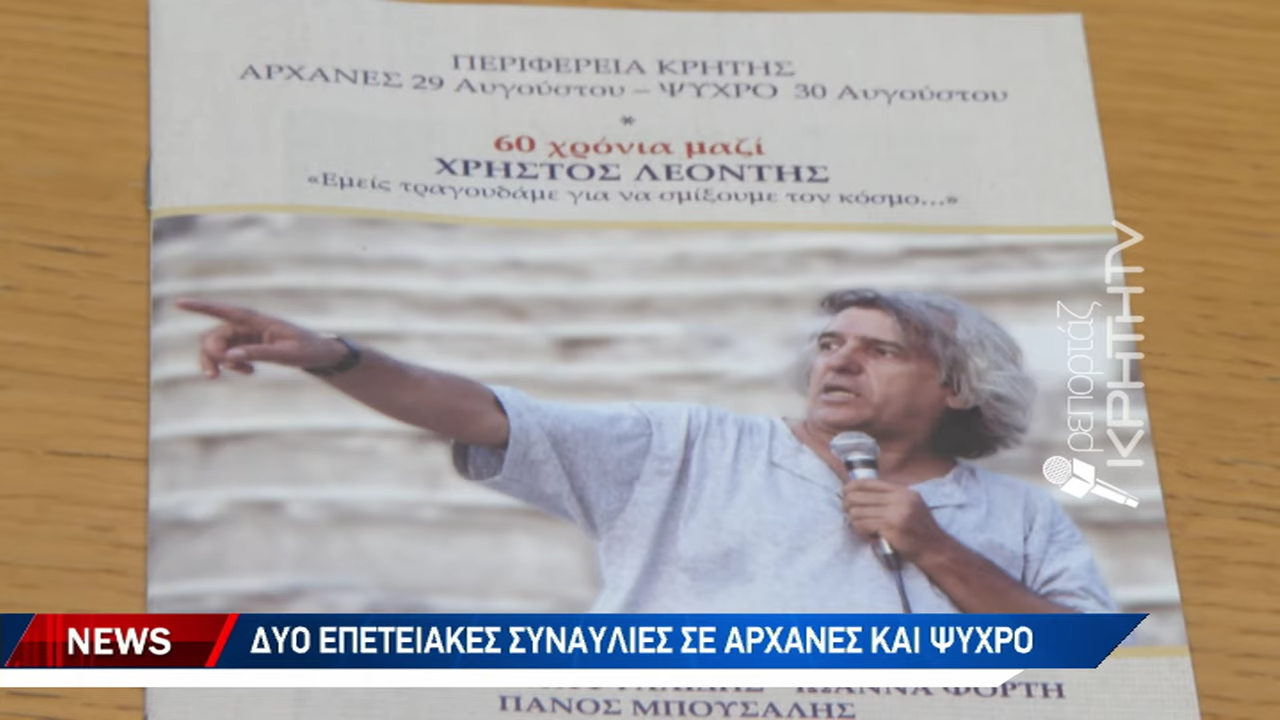 ΠΕΡΙΦΕΡΕΙΑ ΚΡΗΤΗΣ
ΑΡΧΑΝΕΣ 29 Αυγούστου – ΨΥΧΡΟ 30 Αυγούστου
*
60 χρόνια μαζί
ΧΡΗΣΤΟΣ ΛΕΟΝΤΗΣ
«Εμείς τραγουδάμε για να σμίξουμε τον κόσμο...»
ρεπορτάζ
ΚΡΗΤΗTV
NEWS
ΔΥΟ ΕΠΕΤΕΙΑΚΕΣ ΣΥΝΑΥΛΙΕΣ ΣΕ ΑΡΧΑΝΕΣ ΚΑΙ ΨΥΧΡΟ
ΙΩΑΝΝΑ ΦΟΡΤΗ
ΠΑΝΟΣ ΜΠΟΥΣΑΛΗΣ